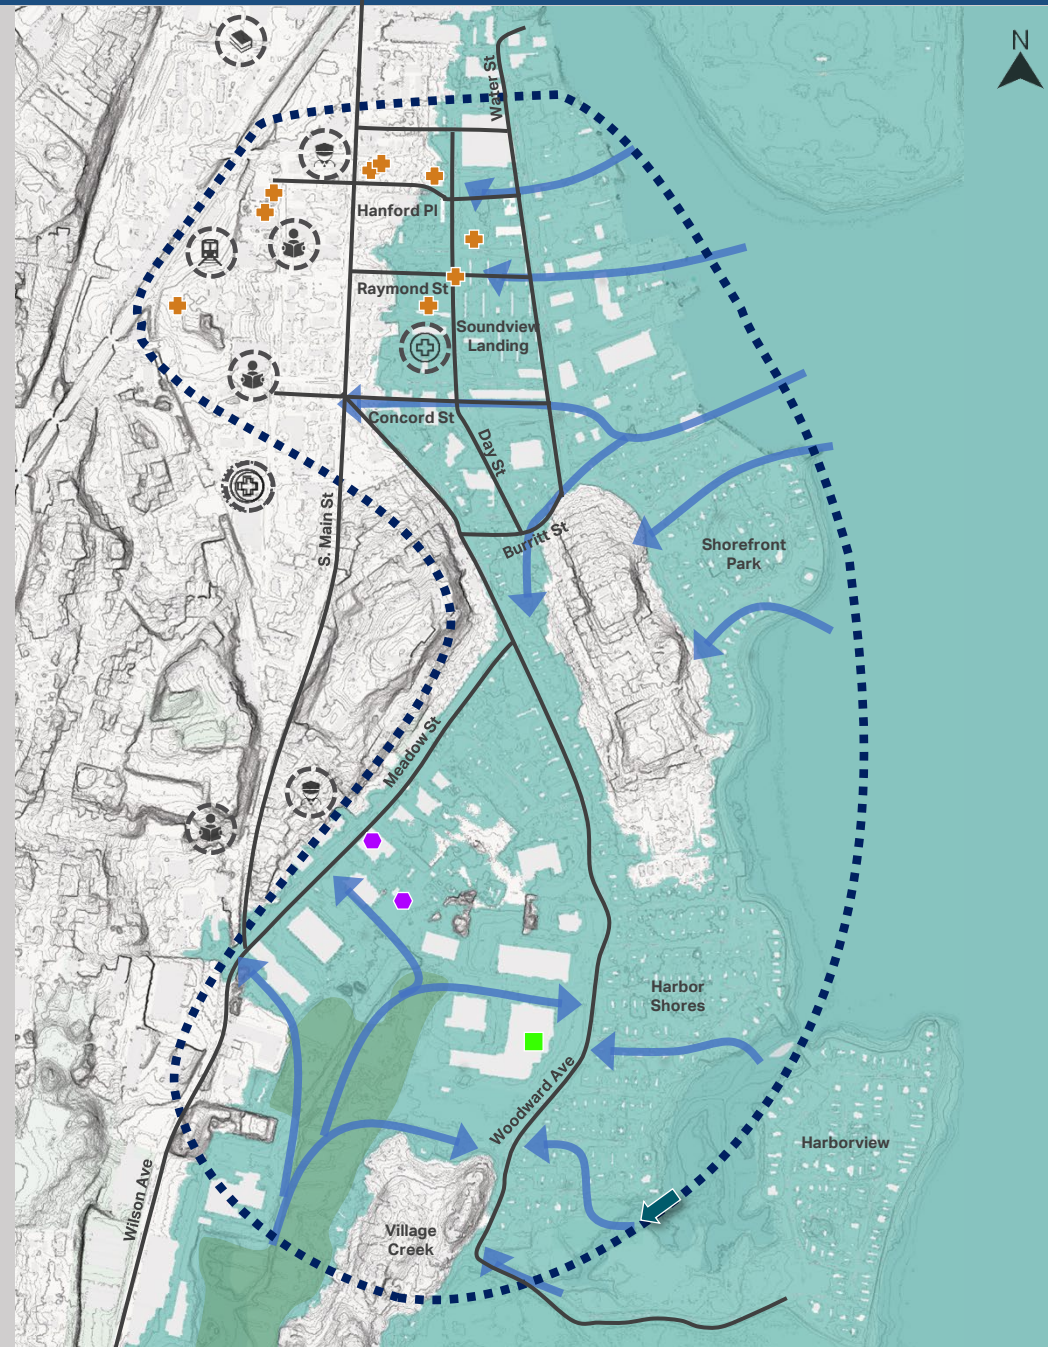 N
Water St
Hanford Pl
Raymond St
Soundview
Landing
Concord St
Day St
S. Main St
Burritt St
Shorefront
Park
Meadow St
Harbor
Shores
Woodward Ave
Harborview
Wilson Ave
Village
Creek